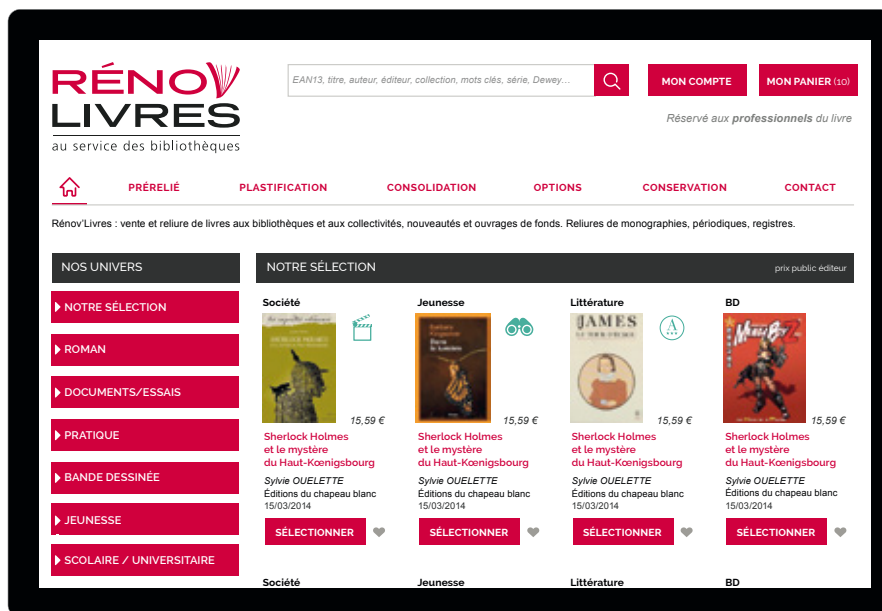 RÉNOV
LIVRES
au service des bibliothèques
EAN13, titre, auteur, éditeur, collection, mots clés, série, Dewey…
MON COMPTE
MON PANIER (10)
Réservé aux professionnels du livre
PRÉRELIÉ PLASTIFICATION CONSOLIDATION OPTIONS CONSERVATION CONTACT
Rénov'Livres : vente et reliure de livres aux bibliothèques et aux collectivités, nouveautés et ouvrages de fonds. Reliures de monographies, périodiques, registres.
NOS UNIVERS
NOTRE SÉLECTION
ROMAN
DOCUMENTS/ESSAIS
PRATIQUE
BANDE DESSINÉE
JEUNESSE
SCOLAIRE / UNIVERSITAIRE
NOTRE SÉLECTION
prix public éditeur
Société
15,59 €
Sherlock Holmes
et le mystère
du Haut-Kœnigsbourg
Sylvie OUELETTE
Éditions du chapeau blanc
15/03/2014
SÉLECTIONNER
Jeunesse
15,59 €
Sherlock Holmes
et le mystère
du Haut-Kœnigsbourg
Sylvie OUELETTE
Éditions du chapeau blanc
15/03/2014
SÉLECTIONNER
Littérature
JAMES
A
15,59 €
Sherlock Holmes
et le mystère
du Haut-Kœnigsbourg
Sylvie OUELETTE
Éditions du chapeau blanc
15/03/2014
SÉLECTIONNER
BD
15,59 €
Sherlock Holmes
et le mystère
du Haut-Kœnigsbourg
Sylvie OUELETTE
Éditions du chapeau blanc
15/03/2014
SÉLECTIONNER
Société Jeunesse Littérature BD